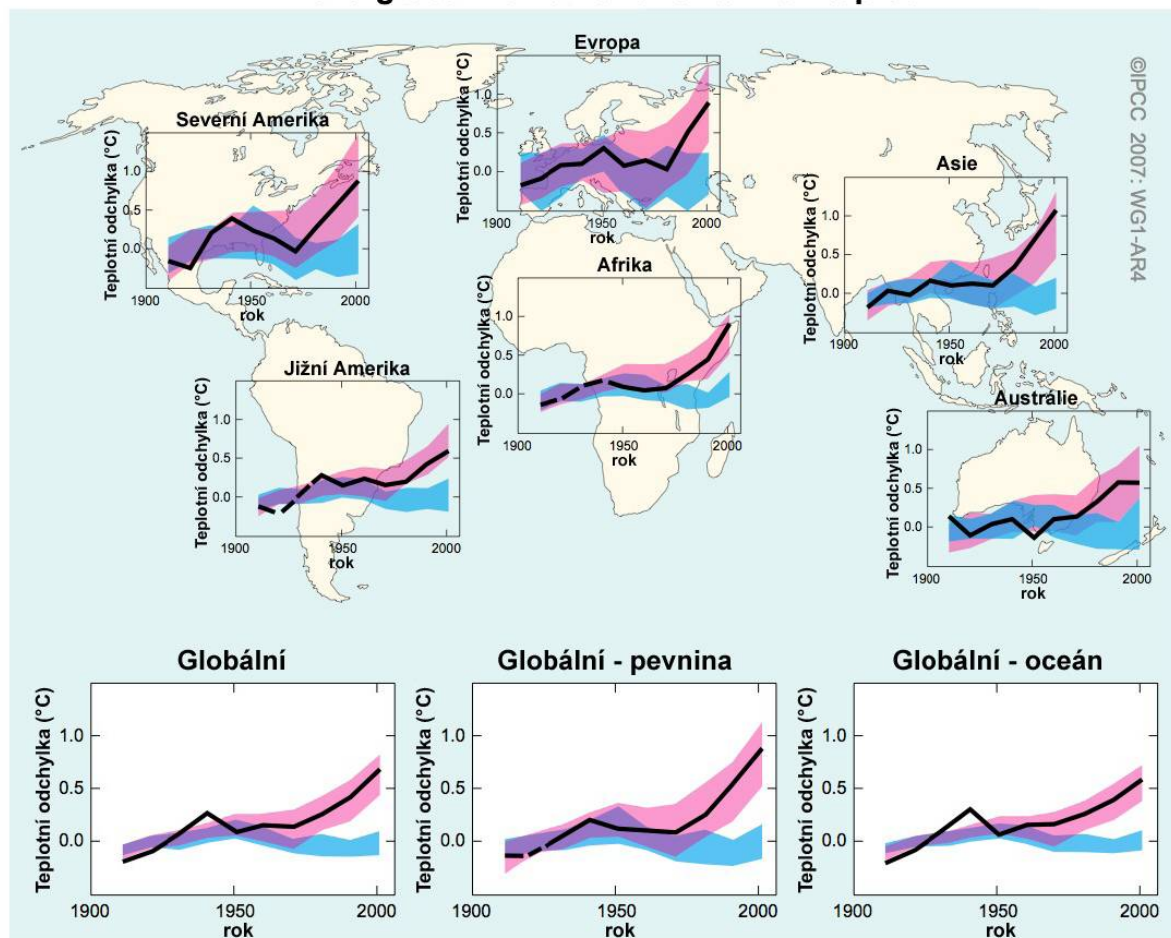 Evropa
Teplotní odchylka (°C)
1.0
0.5
0.0
1950
2000
rok
©IPCC 2007: WG1-AR4
Severní Amerika
Teplotní odchylka (°C)
1.0
0.5
0.0
1900
1950
2000
rok
Asie
Teplotní odchylka (°C)
1.0
0.5
0.0
1900
1950
2000
rok
Afrika
Teplotní odchylka (°C)
1.0
0.5
0.0
1900
1950
2000
rok
Jižní Amerika
Teplotní odchylka (°C)
1.0
0.5
0.0
1900
1950
2000
rok
Austrálie
Teplotní odchylka (°C)
1.0
0.5
0.0
1900
1950
2000
rok
Globální
Teplotní odchylka (°C)
1.0
0.5
0.0
1900
1950
2000
rok
Globální - pevnina
Teplotní odchylka (°C)
1.0
0.5
0.0
1900
1950
2000
rok
Globální - oceán
Teplotní odchylka (°C)
1.0
0.5
0.0
1900
1950
2000
rok